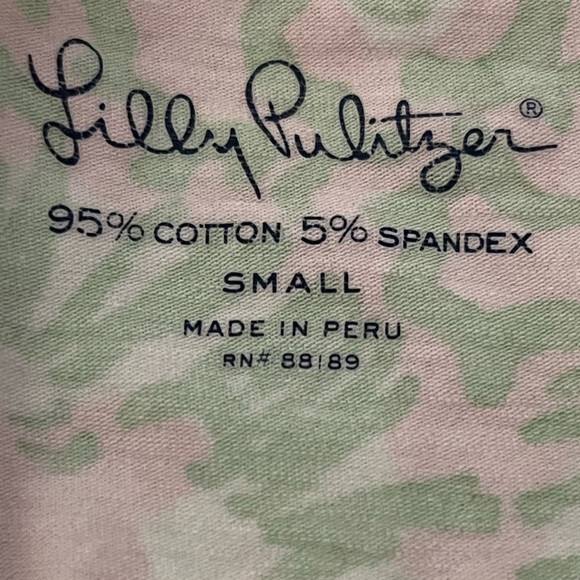 Lilly Pulitzer®
95% COTTON 5% SPANDEX
SMALL
MADE IN PERU
RN# 88189